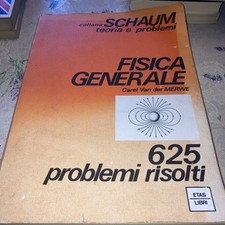 collana SCHAUM
teoria e problemi
FISICA
GENERALE
Carel Van der MERWE
625
problemi risolti
ETAS
LIBRI